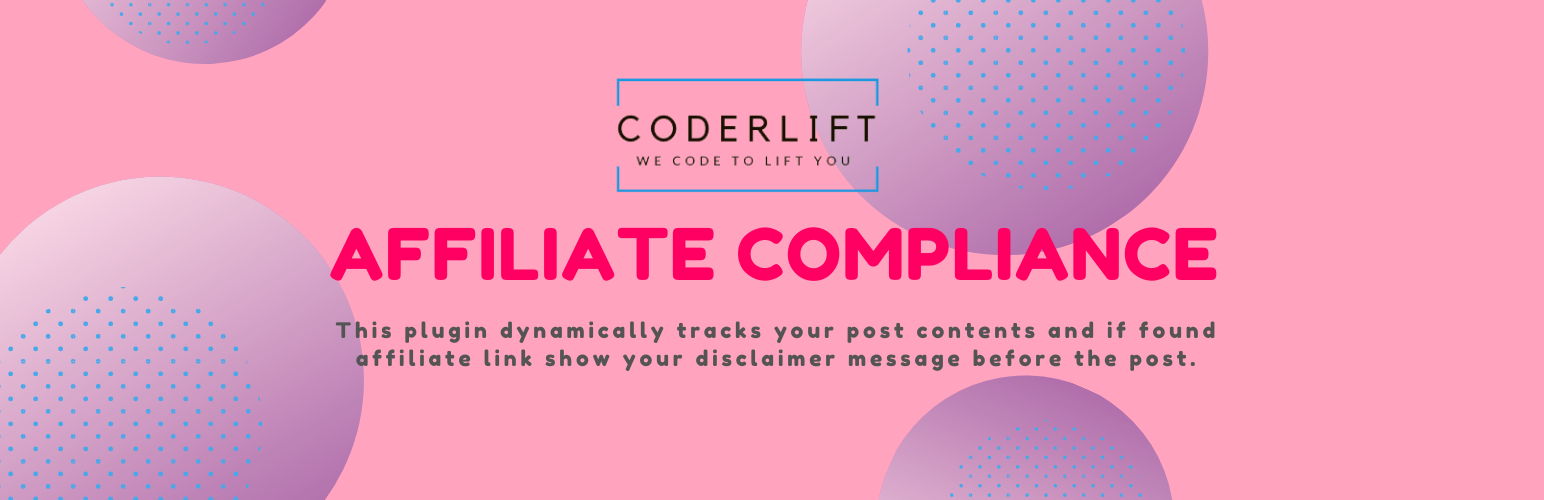 CODERLIFT
WE CODE TO LIFT YOU
AFFILIATE COMPLIANCE
This plugin dynamically tracks your post contents and if found
affiliate link show your disclaimer message before the post.